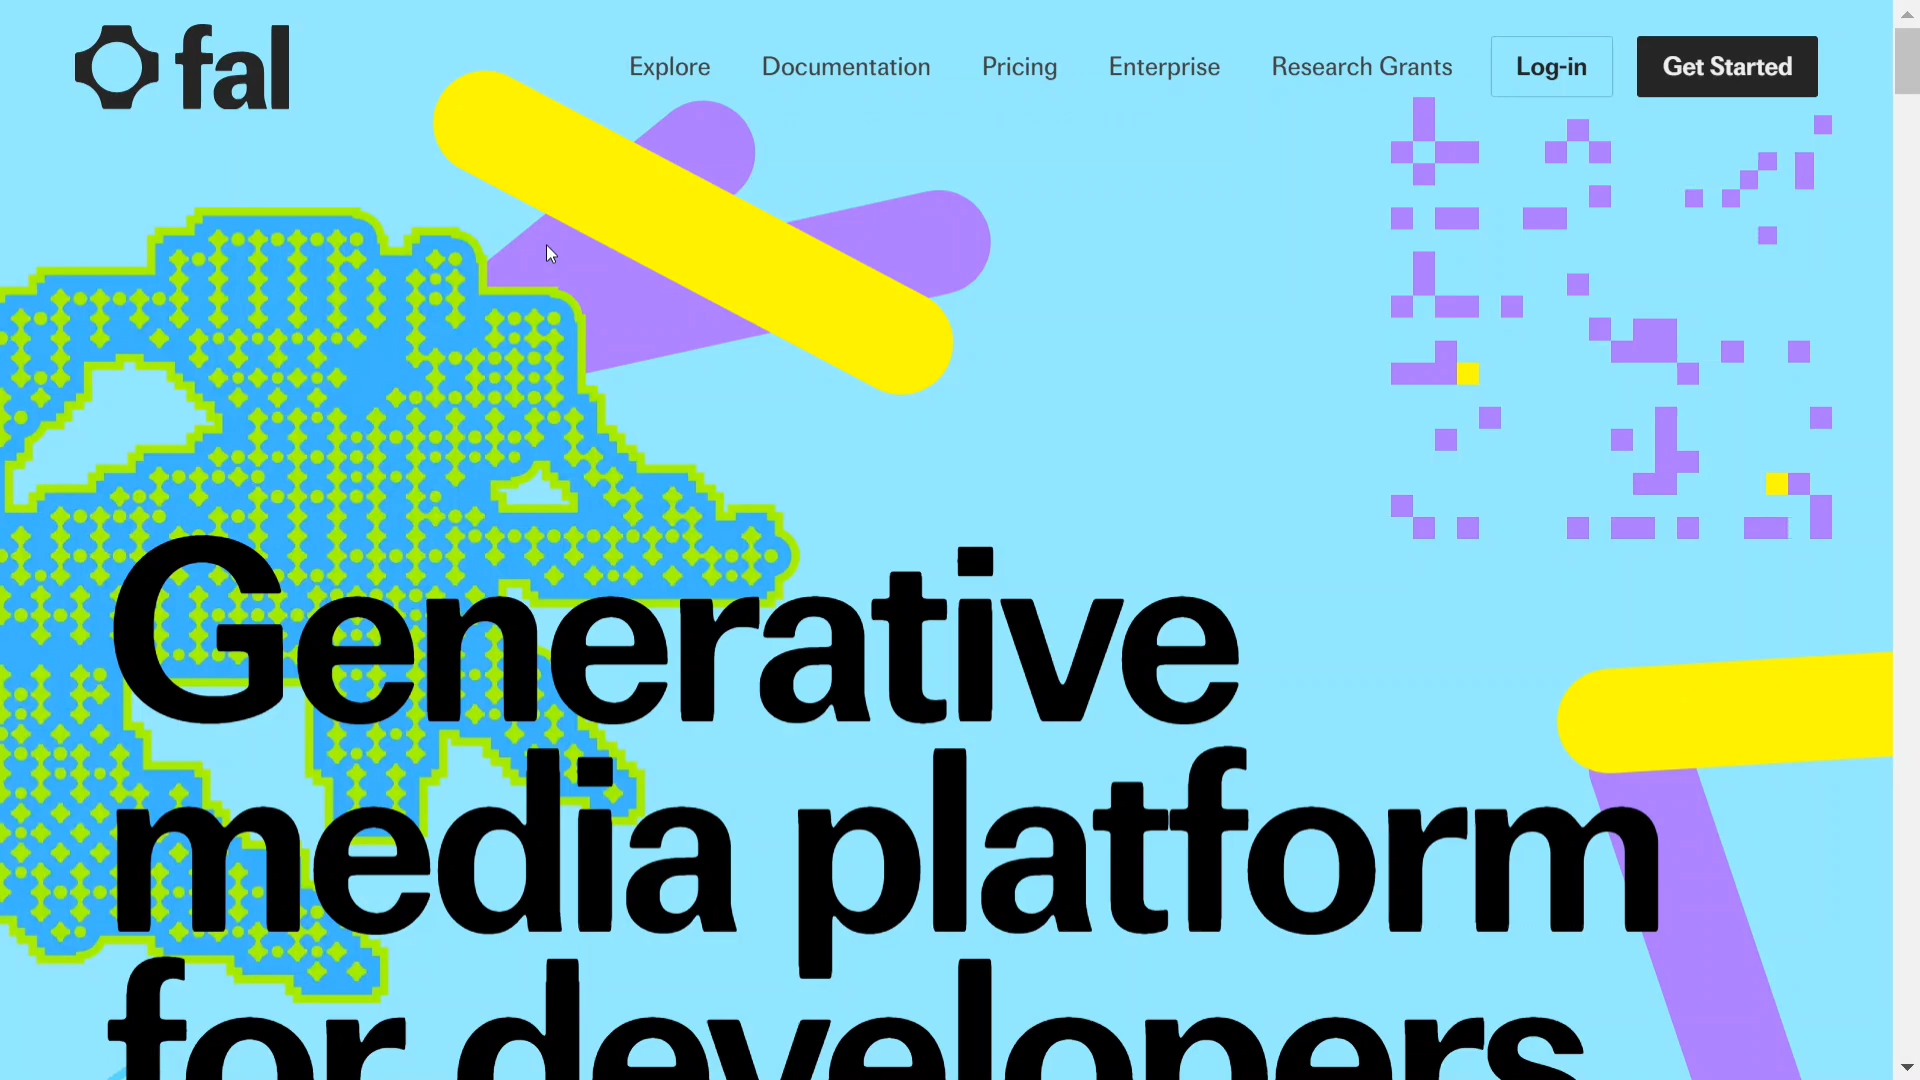 fal
Explore
Documentation
Pricing
Enterprise
Research Grants
Log-in
Get Started
Generative
media platform
for developers